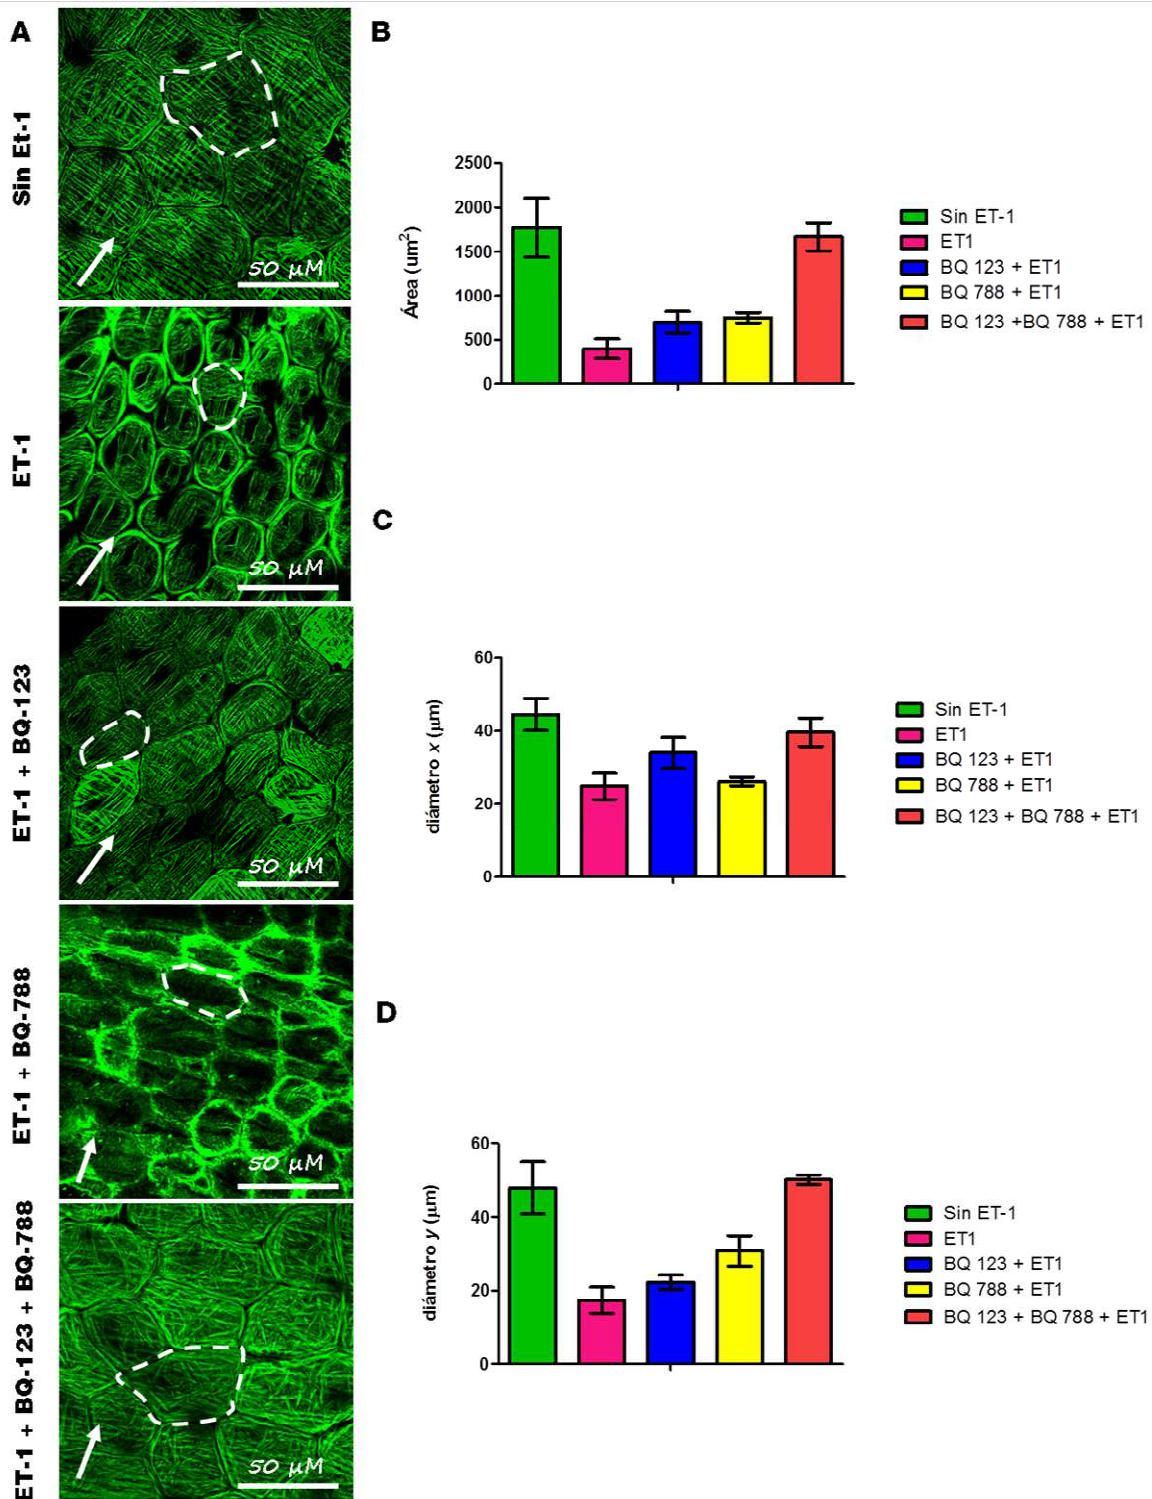 A
Sin Et-1
50 µM
ET-1
50 µM
ET-1 + BQ-123
50 µM
ET-1 + BQ-788
50 µM
ET-1 + BQ-123 + BQ-788
50 µM
B
Área (um²)
2500
2000
1500
1000
500
0
Sin ET-1
ET1
BQ 123 + ET1
BQ 788 + ET1
BQ 123 +BQ 788 + ET1
C
diámetro x (µm)
60
40
20
0
Sin ET-1
ET1
BQ 123 + ET1
BQ 788 + ET1
BQ 123 + BQ 788 + ET1
D
diámetro y (µm)
60
40
20
0
Sin ET-1
ET1
BQ 123 + ET1
BQ 788 + ET1
BQ 123 + BQ 788 + ET1